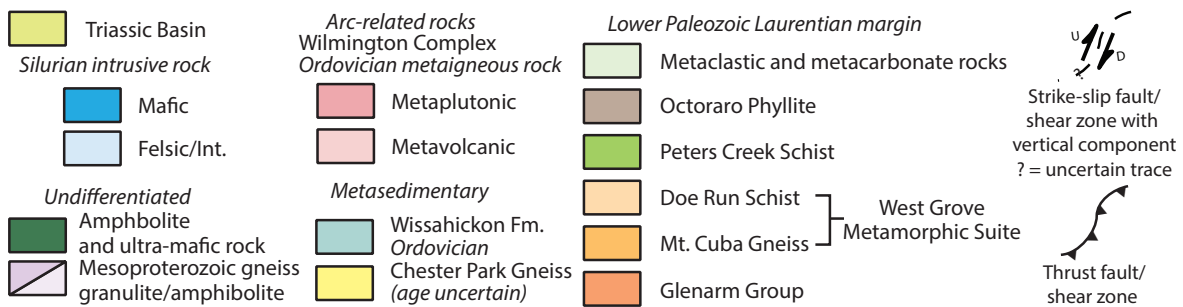 Triassic Basin
Silurian intrusive rock
Mafic
Felsic/Int.
Undifferentiated
Amphbolite
and ultra-mafic rock
Mesoproterozoic gneiss
granulite/amphibolite
Arc-related rocks
Wilmington Complex
Ordovician metaigneous rock
Metaplutonic
Metavolcanic
Metasedimentary
Wissahickon Fm.
Ordovician
Chester Park Gneiss
(age uncertain)
Lower Paleozoic Laurentian margin
Metaclastic and metacarbonate rocks
Octoraro Phyllite
Peters Creek Schist
Doe Run Schist
Mt. Cuba Gneiss
West Grove
Metamorphic Suite
Glenarm Group
U
D
?
Strike-slip fault/
shear zone with
vertical component
? = uncertain trace
Thrust fault/
shear zone